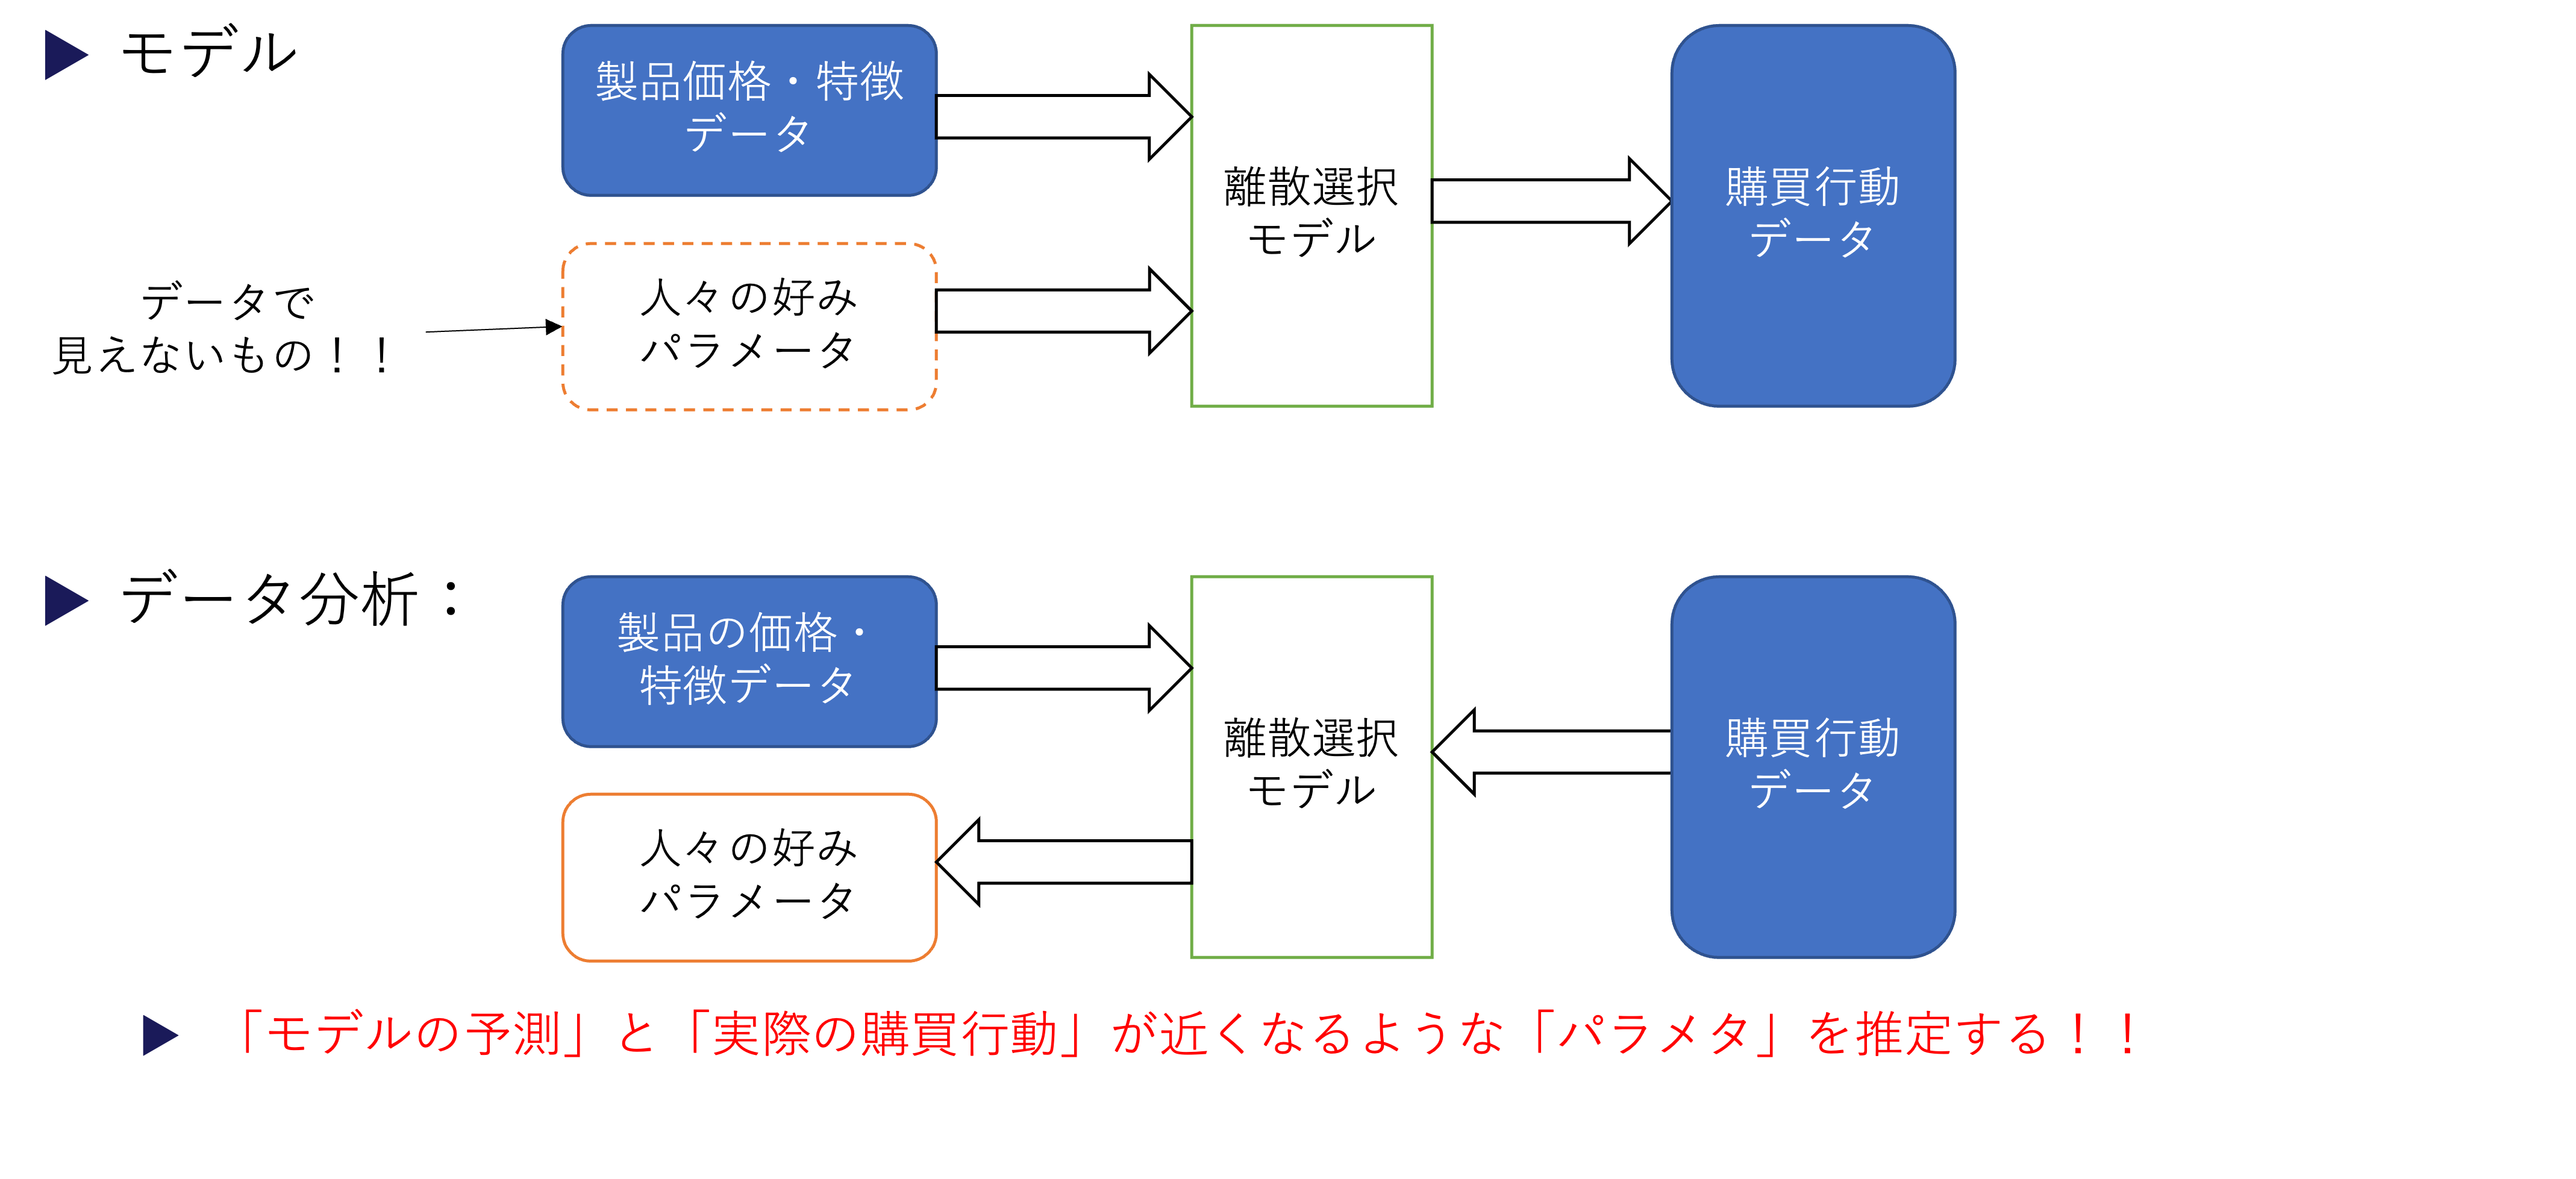 モデル
製品価格・特徴
データ
離散選択
モデル
購買行動
データ
データで
見えないもの！！
人々の好み
パラメータ
データ分析：
製品の価格・
特徴データ
離散選択
モデル
購買行動
データ
人々の好み
パラメータ
「モデルの予測」と「実際の購買行動」が近くなるような「パラメタ」を推定する！！